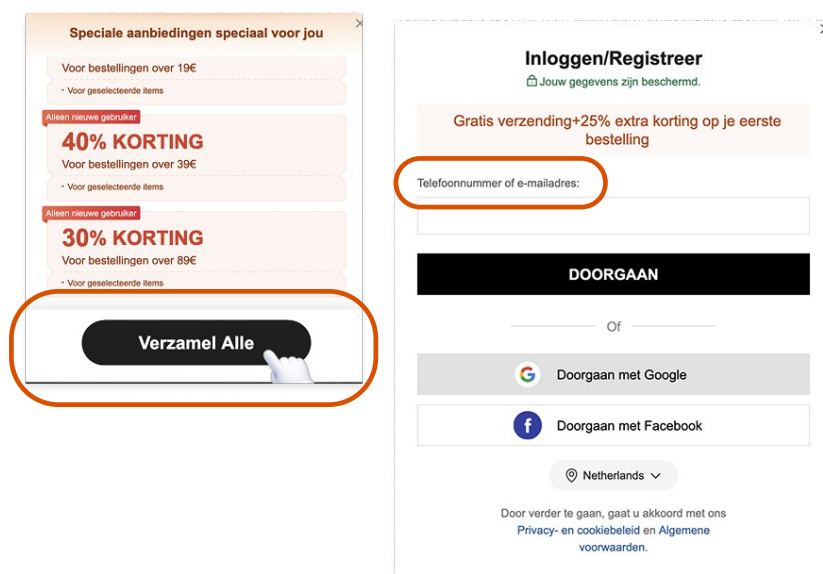 Speciale aanbiedingen speciaal voor jou
Voor bestellingen over 19€
• Voor geselecteerde items
Alleen nieuwe gebruiker
40% KORTING
Voor bestellingen over 39€
• Voor geselecteerde items
Alleen nieuwe gebruiker
30% KORTING
Voor bestellingen over 89€
• Voor geselecteerde items
Verzamel Alle
Inloggen/Registreer
Jouw gegevens zijn beschermd.
Gratis verzending+25% extra korting op je eerste
bestelling
Telefoonnummer of e-mailadres:
DOORGAAN
Of
Doorgaan met Google
f
Doorgaan met Facebook
Netherlands
Door verder te gaan, gaat u akkoord met ons
Privacy- en cookiebeleid en Algemene
voorwaarden.